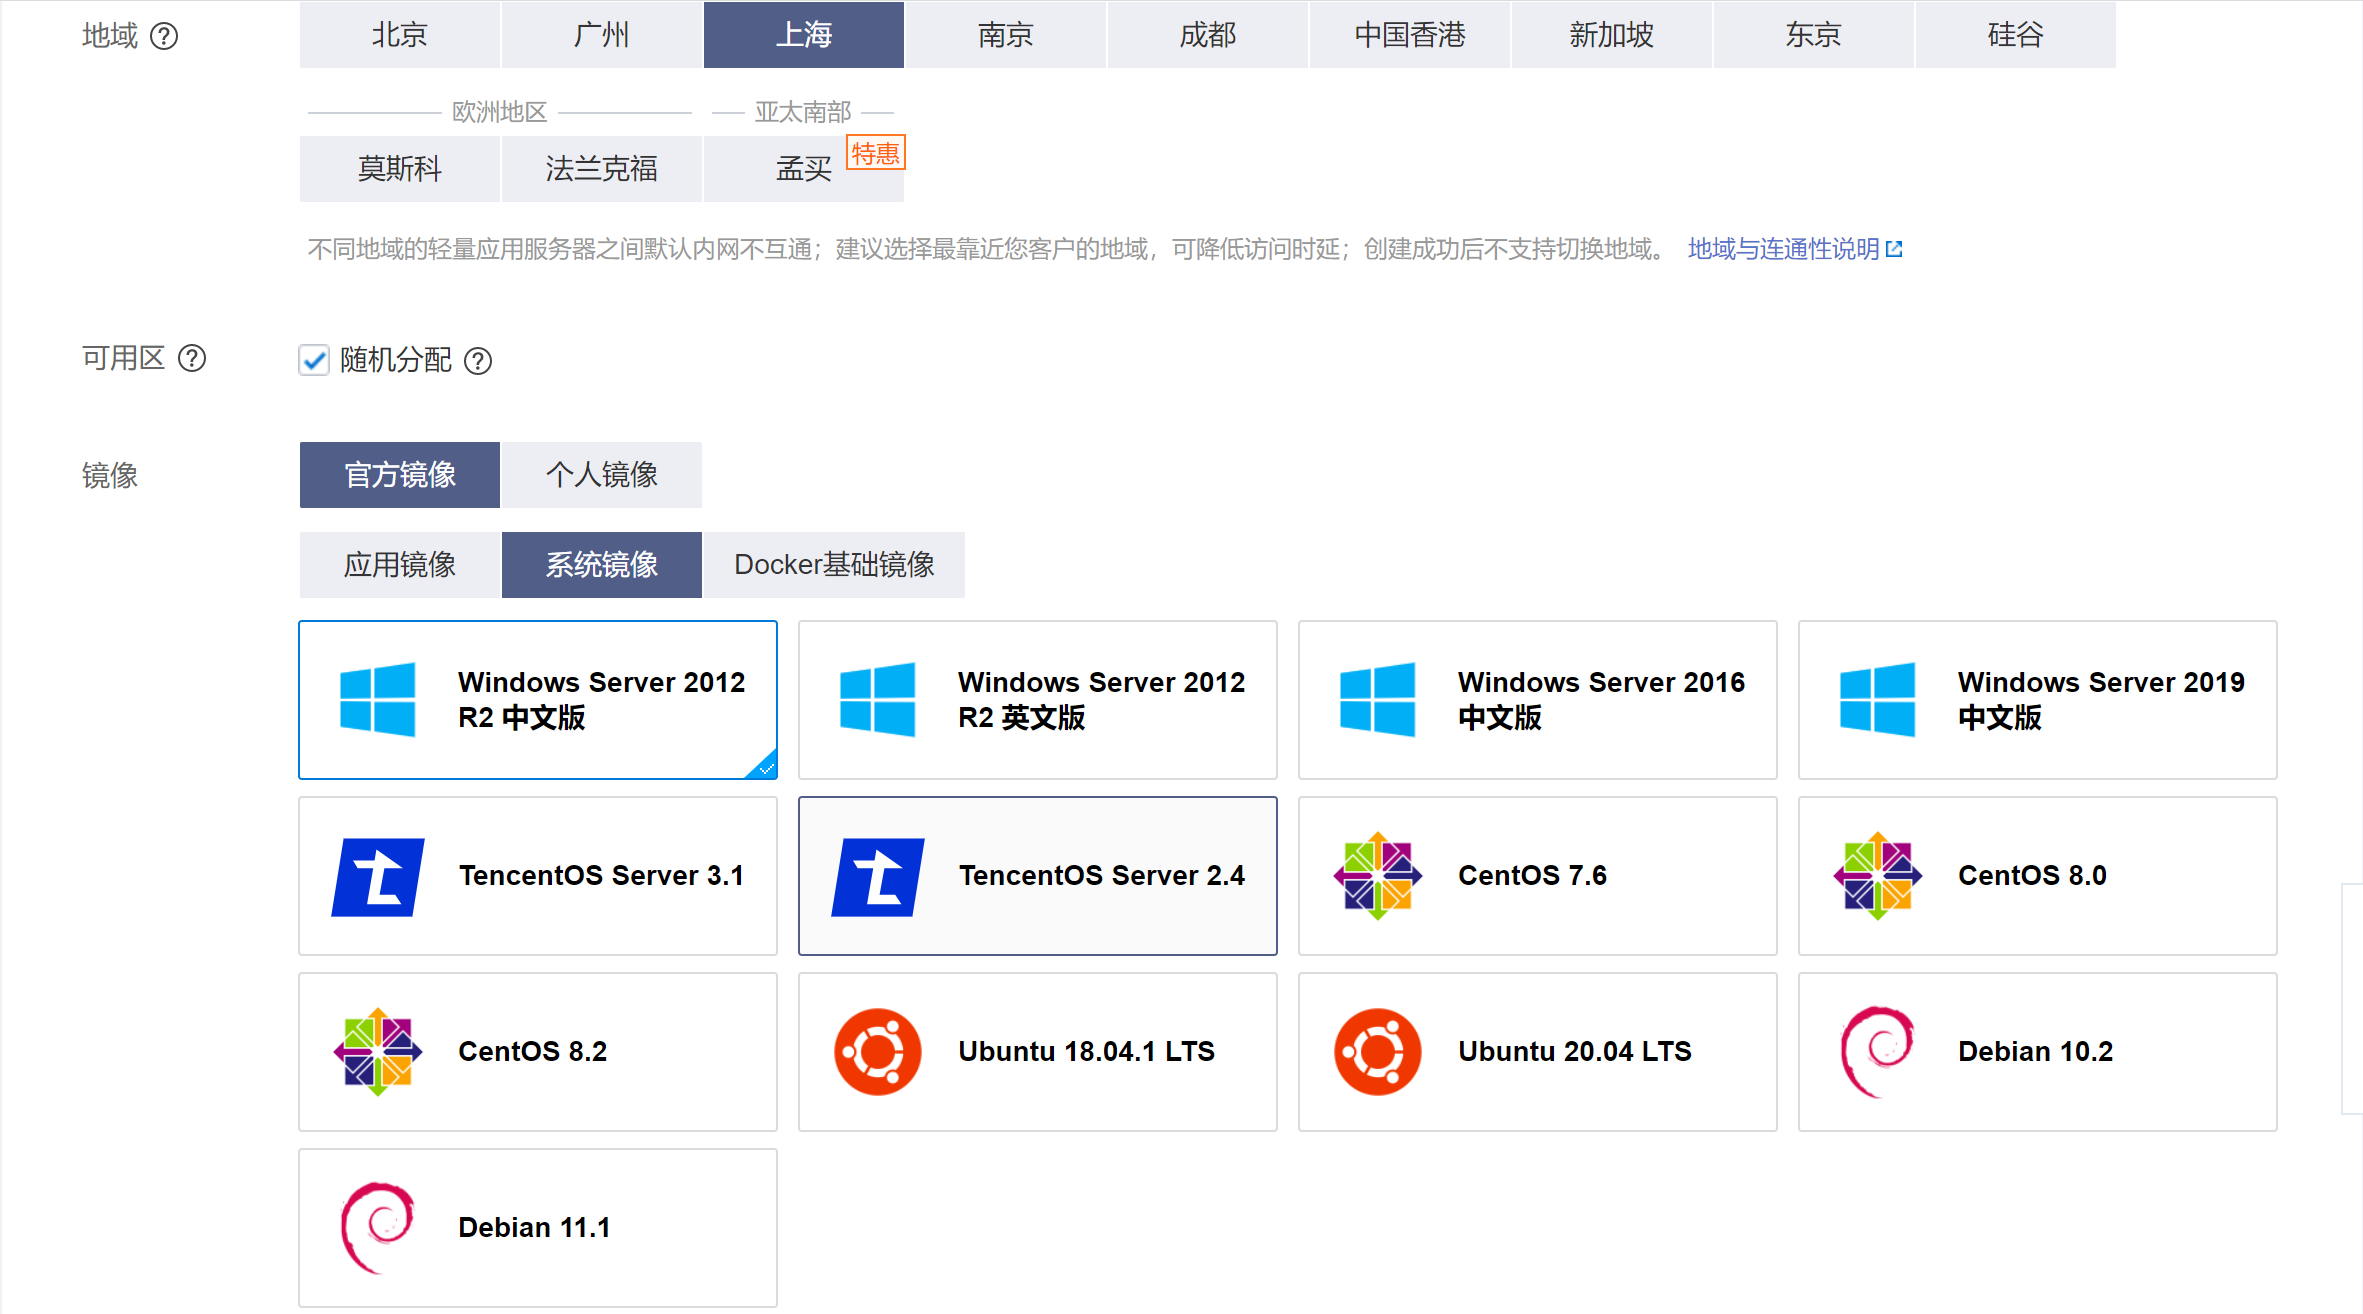 地域
北京 广州 上海 南京 成都 中国香港 新加坡 东京 硅谷
欧洲地区 亚太南部
莫斯科 法兰克福 孟买 特惠
不同地域的轻量应用服务器之间默认内网不互通；建议选择最靠近您客户的地域，可降低访问时延；创建成功后不支持切换地域。 地域与连通性说明
可用区 随机分配
镜像 官方镜像 个人镜像
应用镜像 系统镜像 Docker基础镜像
Windows Server 2012
R2 中文版
Windows Server 2012
R2 英文版
Windows Server 2016
中文版
Windows Server 2019
中文版
TencentOS Server 3.1
TencentOS Server 2.4
CentOS 7.6
CentOS 8.0
CentOS 8.2
Ubuntu 18.04.1 LTS
Ubuntu 20.04 LTS
Debian 10.2
Debian 11.1